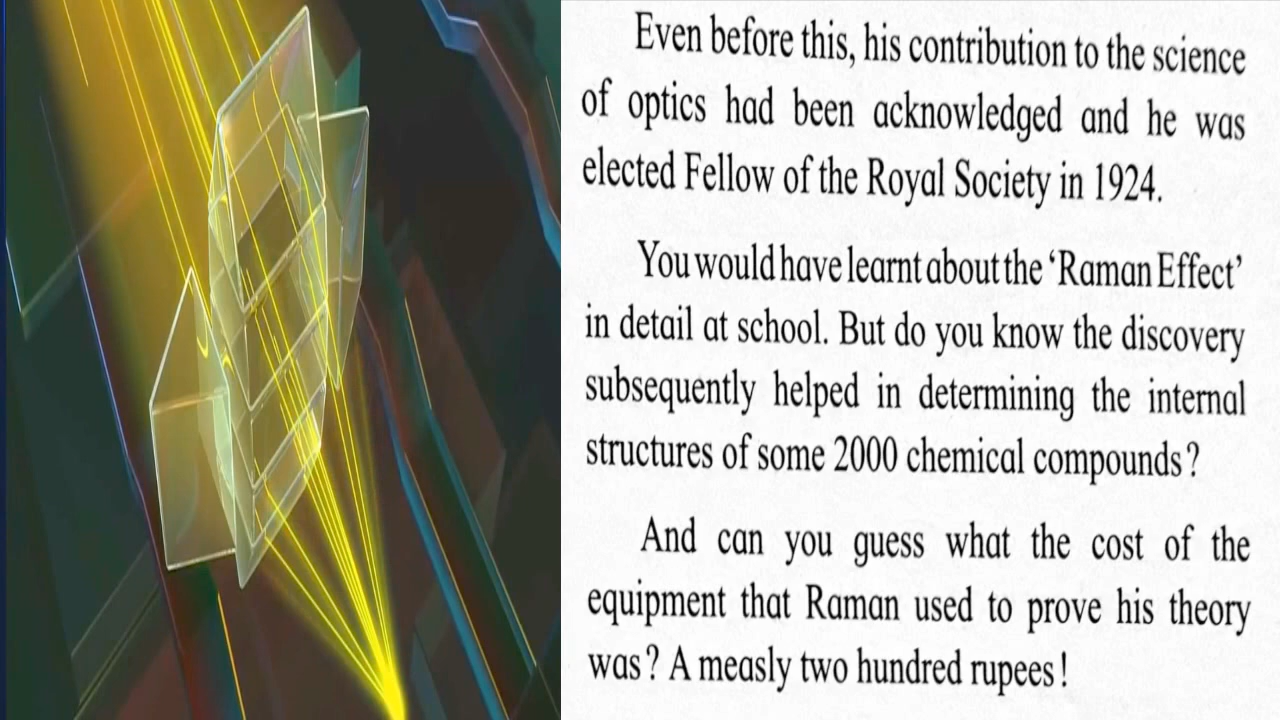 Even before this, his contribution to the science
of optics had been acknowledged and he was
elected Fellow of the Royal Society in 1924.
You would have learnt about the ‘Raman Effect’
in detail at school. But do you know the discovery
subsequently helped in determining the internal
structures of some 2000 chemical compounds?
And can you guess what the cost of the
equipment that Raman used to prove his theory
was? A measly two hundred rupees!